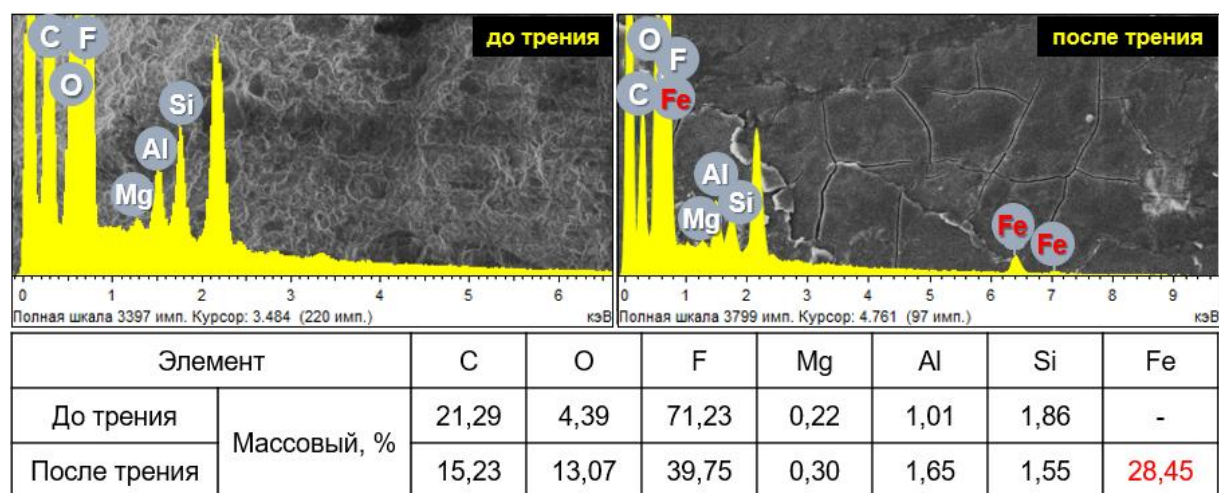 до трения
после трения
C F
O
Si
Al
Mg
O
F
C Fe
Al
Mg Si
Fe
Fe
0 1 2 3 4 5 6
0 1 2 3 4 5 6 7 8 9
Полная шкала 3397 имп. Курсор: 3.484 (220 имп.) кэВ
Полная шкала 3799 имп. Курсор: 4.761 (97 имп.) кэВ
Элемент C O F Mg Al Si Fe
До трения Массовый, % 21,29 4,39 71,23 0,22 1,01 1,86 -
После трения 15,23 13,07 39,75 0,30 1,65 1,55 28,45